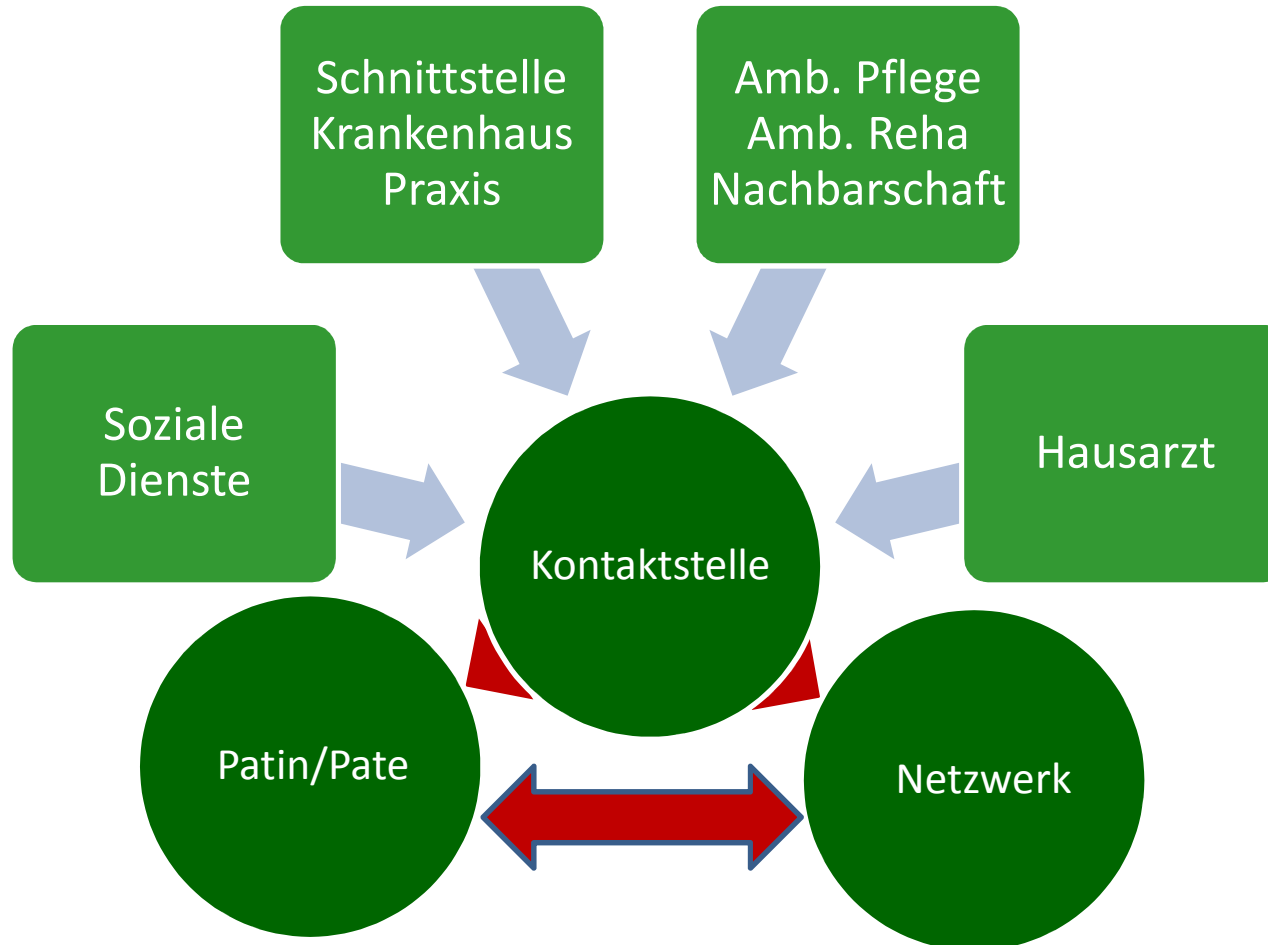 Schnittstelle
Krankenhaus
Praxis
Amb. Pflege
Amb. Reha
Nachbarschaft
Soziale
Dienste
Hausarzt
Kontaktstelle
Patin/Pate
Netzwerk